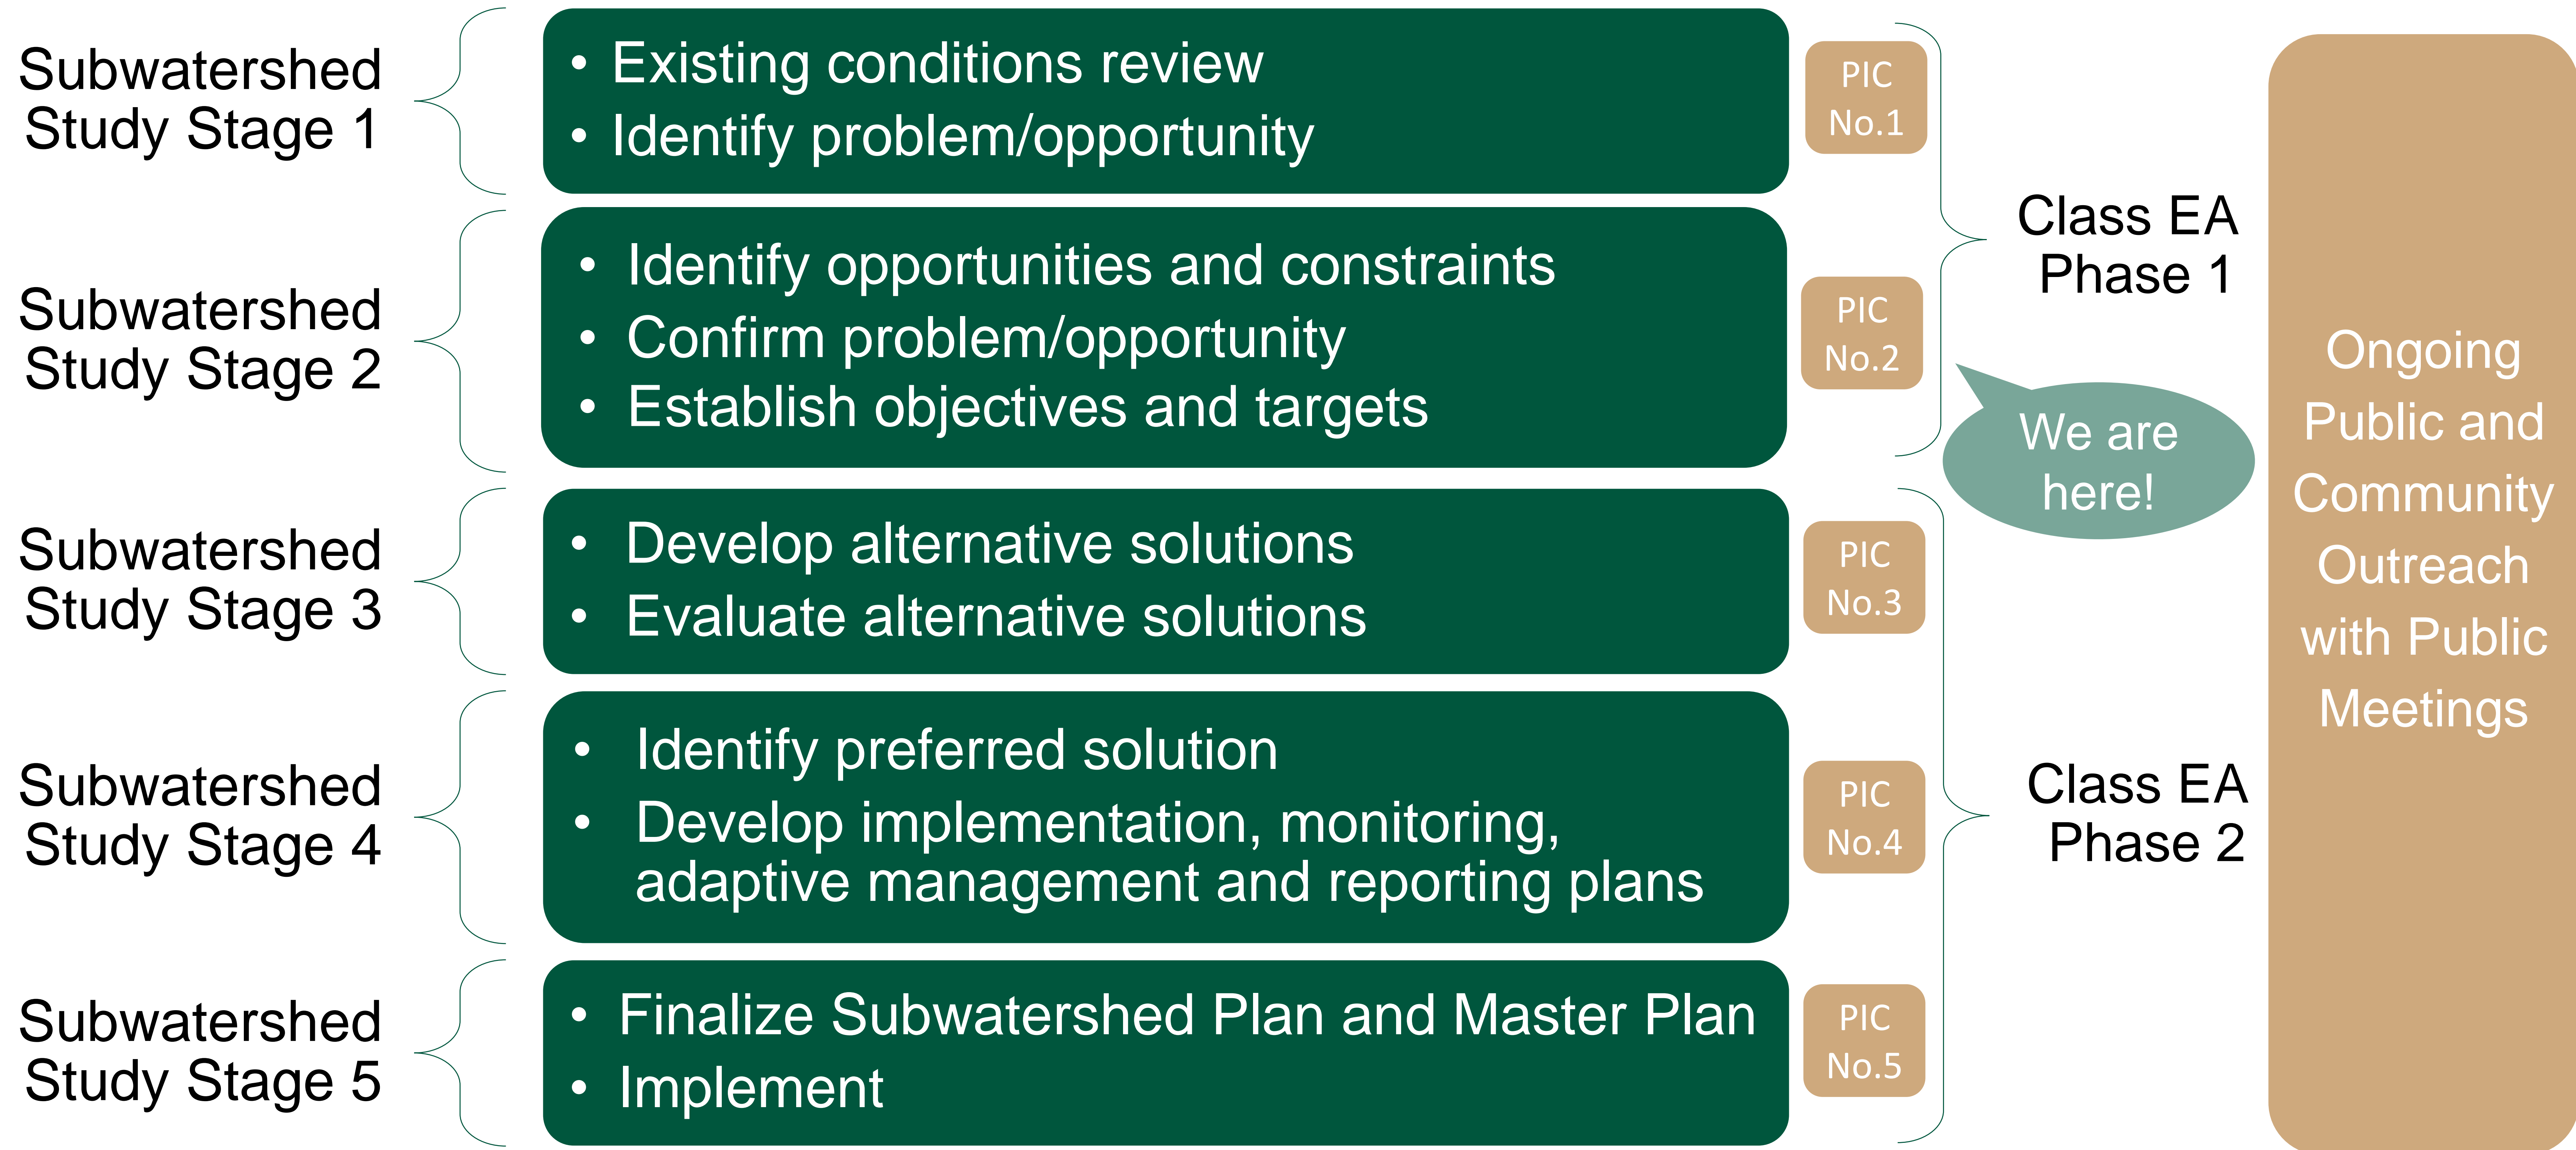 Subwatershed
Study Stage 1
• Existing conditions review
• Identify problem/opportunity
PIC
No.1
Subwatershed
Study Stage 2
• Identify opportunities and constraints
• Confirm problem/opportunity
• Establish objectives and targets
PIC
No.2
Class EA
Phase 1
We are
here!
Subwatershed
Study Stage 3
• Develop alternative solutions
• Evaluate alternative solutions
PIC
No.3
Subwatershed
Study Stage 4
• Identify preferred solution
• Develop implementation, monitoring,
adaptive management and reporting plans
PIC
No.4
Class EA
Phase 2
Subwatershed
Study Stage 5
• Finalize Subwatershed Plan and Master Plan
• Implement
PIC
No.5
Ongoing
Public and
Community
Outreach
with Public
Meetings